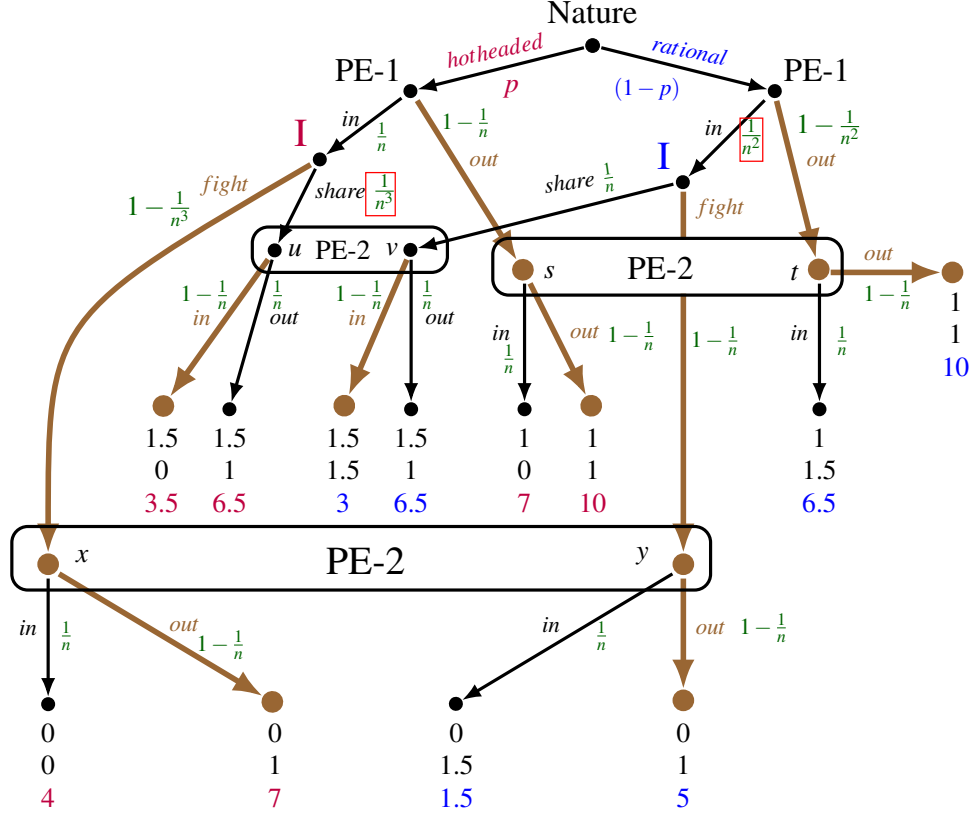 Nature
hotheaded
rational
PE-1
p
(1−p)
PE-1
in
1/n
1 − 1/n
out
in
1/n²
1 − 1/n²
out
I
I
fight
1 − 1/n³
share 1/n³
share 1/n
fight
u PE-2 v
s PE-2 t
out
1 − 1/n
1 − 1/n
in
1/n
out
1 − 1/n
in
1/n
out
in
1/n
out 1 − 1/n
1 − 1/n
in 1/n
1
1
10
1.5 1.5 1.5 1.5 1 1 1
0 1 1.5 1 0 1 1.5
3.5 6.5 3 6.5 7 10 6.5
x PE-2 y
in 1/n
out
1 − 1/n
in 1/n
out 1 − 1/n
0 0 0 0
0 1 1.5 1
4 7 1.5 5